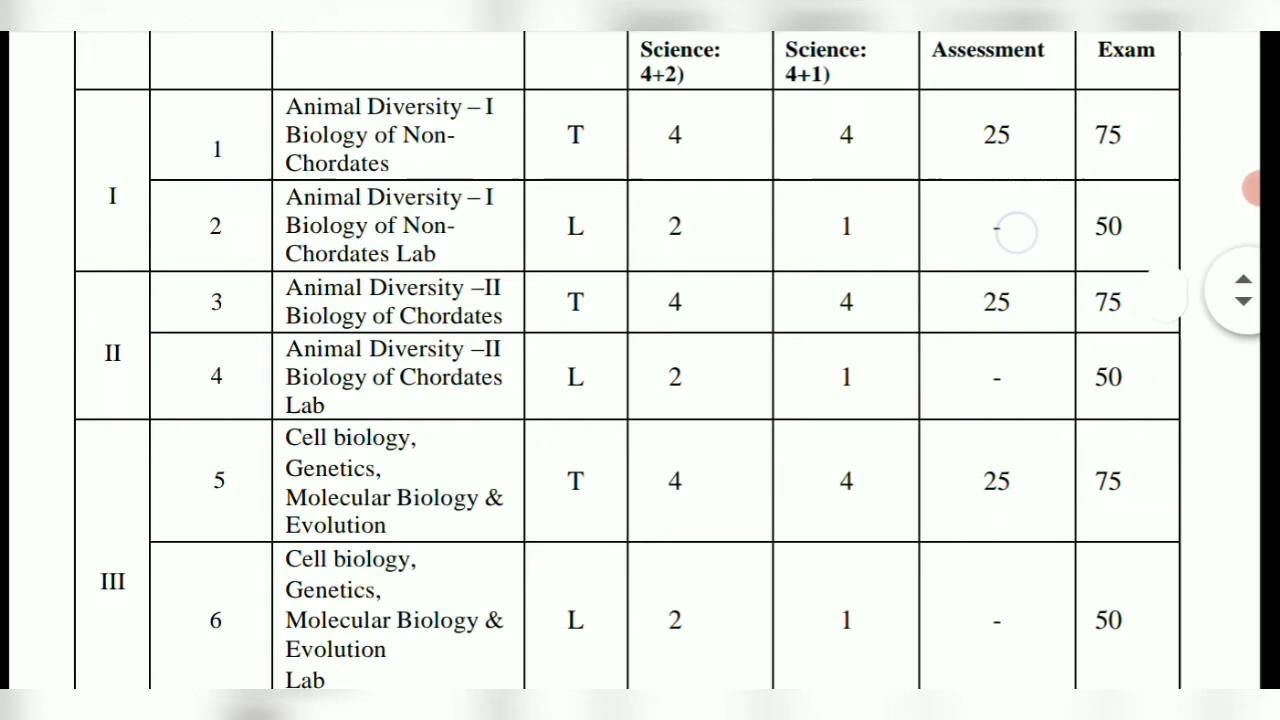 Science: Science: Assessment Exam
4+2) 4+1)
I
1
Animal Diversity – I
Biology of Non-
Chordates
T 4 4 25 75
2
Animal Diversity – I
Biology of Non-
Chordates Lab
L 2 1 - 50
II
3
Animal Diversity –II
Biology of Chordates
T 4 4 25 75
4
Animal Diversity –II
Biology of Chordates
Lab
L 2 1 - 50
III
5
Cell biology,
Genetics,
Molecular Biology &
Evolution
T 4 4 25 75
6
Cell biology,
Genetics,
Molecular Biology &
Evolution
Lab
L 2 1 - 50